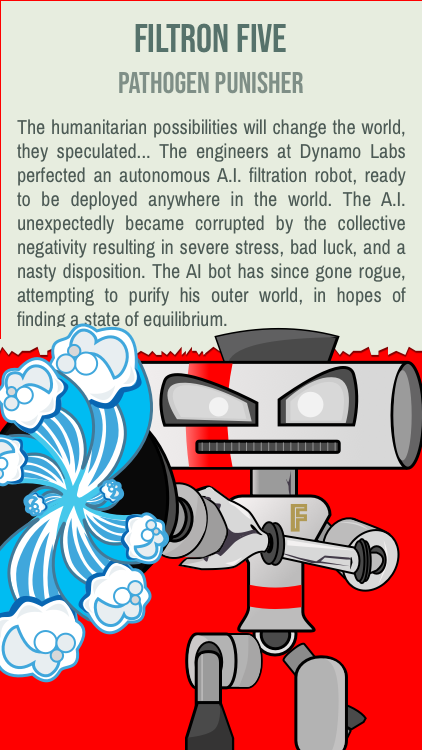 FILTRON FIVE
PATHOGEN PUNISHER
The humanitarian possibilities will change the world,
they speculated... The engineers at Dynamo Labs
perfected an autonomous A.I. filtration robot, ready
to be deployed anywhere in the world. The A.I.
unexpectedly became corrupted by the collective
negativity resulting in severe stress, bad luck, and a
nasty disposition. The AI bot has since gone rogue,
attempting to purify his outer world, in hopes of
finding a state of equilibrium.
F